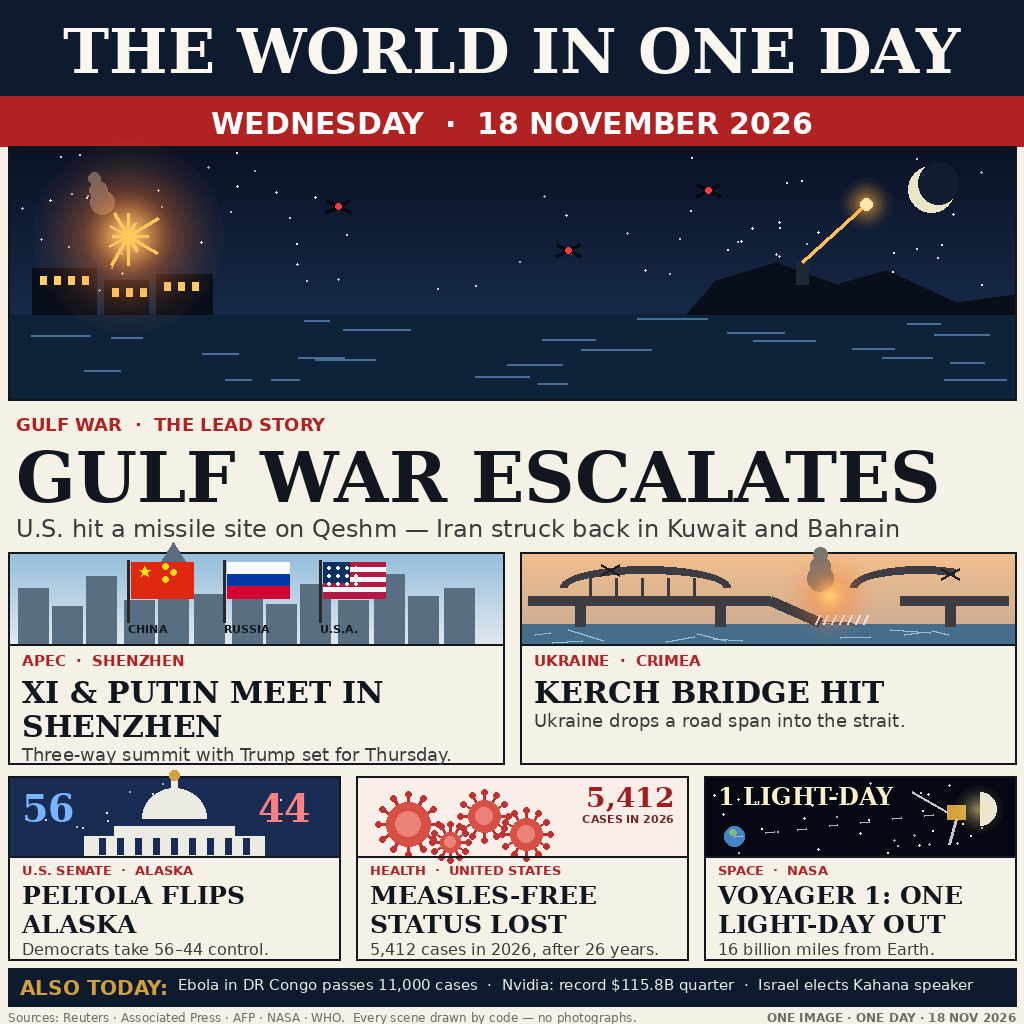 THE WORLD IN ONE DAY
WEDNESDAY · 18 NOVEMBER 2026
GULF WAR · THE LEAD STORY
GULF WAR ESCALATES
U.S. hit a missile site on Qeshm — Iran struck back in Kuwait and Bahrain
CHINA
RUSSIA
U.S.A.
APEC · SHENZHEN
XI & PUTIN MEET IN
SHENZHEN
Three-way summit with Trump set for Thursday.
UKRAINE · CRIMEA
KERCH BRIDGE HIT
Ukraine drops a road span into the strait.
56
44
U.S. SENATE · ALASKA
PELTOLA FLIPS
ALASKA
Democrats take 56–44 control.
5,412
CASES IN 2026
HEALTH · UNITED STATES
MEASLES-FREE
STATUS LOST
5,412 cases in 2026, after 26 years.
1 LIGHT-DAY
SPACE · NASA
VOYAGER 1: ONE
LIGHT-DAY OUT
16 billion miles from Earth.
ALSO TODAY: Ebola in DR Congo passes 11,000 cases · Nvidia: record $115.8B quarter · Israel elects Kahana speaker
Sources: Reuters · Associated Press · AFP · NASA · WHO. Every scene drawn by code — no photographs.
ONE IMAGE · ONE DAY · 18 NOV 2026